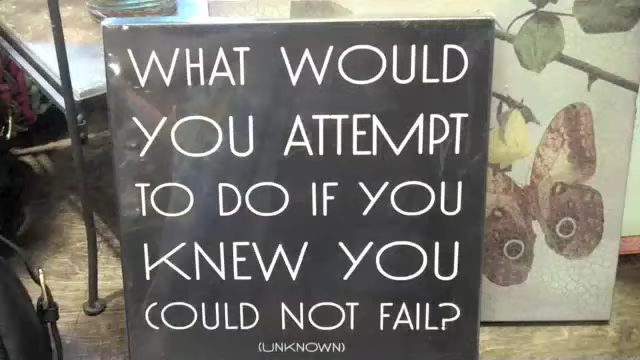 WHAT WOULD
YOU ATTEMPT
TO DO IF YOU
KNEW YOU
COULD NOT FAIL?
(UNKNOWN)